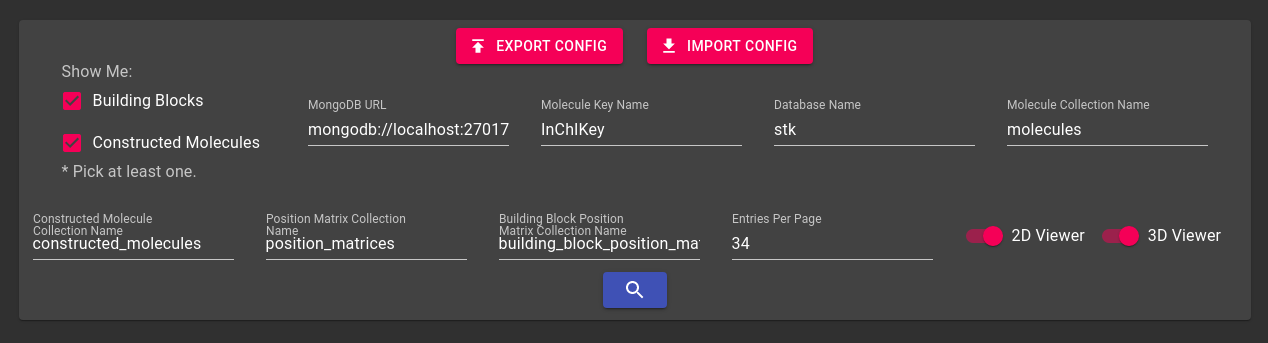 EXPORT CONFIG
IMPORT CONFIG
Show Me:
Building Blocks
Constructed Molecules
* Pick at least one.
MongoDB URL
mongodb://localhost:27017
Molecule Key Name
InChIKey
Database Name
stk
Molecule Collection Name
molecules
Constructed Molecule
Collection Name
constructed_molecules
Position Matrix Collection
Name
position_matrices
Building Block Position
Matrix Collection Name
building_block_position_ma
Entries Per Page
34
2D Viewer
3D Viewer